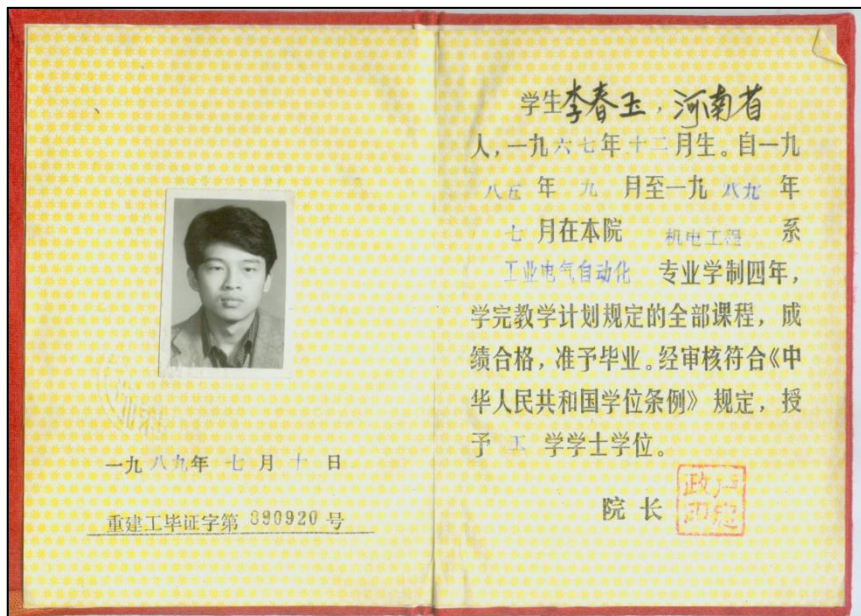 一九八九年 七 月 十 日
重建工毕证字第 890920 号
学生李春玉，河南省
人，一九六七年十二月生。自一九
八五 年 九 月至一九 八九 年
七 月在本院 机电工程 系
工业电气自动化 专业学制四年，
学完教学计划规定的全部课程，成
绩合格，准予毕业。经审核符合《中
华人民共和国学位条例》规定，授
予 工 学学士学位。
院 长